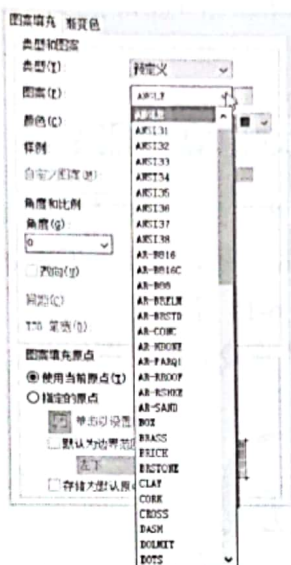 图案填充 渐变色
类型和图案
类型(Y): 预定义
图案(P): ANGLE
颜色(C):
样例
自定义图案(M):
角度和比例
角度(G)
0
双向(U)
间距(C)
ISO 笔宽(O)
图案填充原点
使用当前原点(T)
指定的原点
单击以设置
默认为边界范围
左下
存储为默认原点
ANGLE
ANSI31
ANSI32
ANSI33
ANSI34
ANSI35
ANSI36
ANSI37
ANSI38
AR-B816
AR-B816C
AR-B88
AR-BRELM
AR-BRSTD
AR-CONC
AR-HBONE
AR-PARQ1
AR-RROOF
AR-RSHKE
AR-SAND
BOX
BRASS
BRICK
BRSTONE
CLAY
CORK
CROSS
DASH
DOLMIT
DOTS